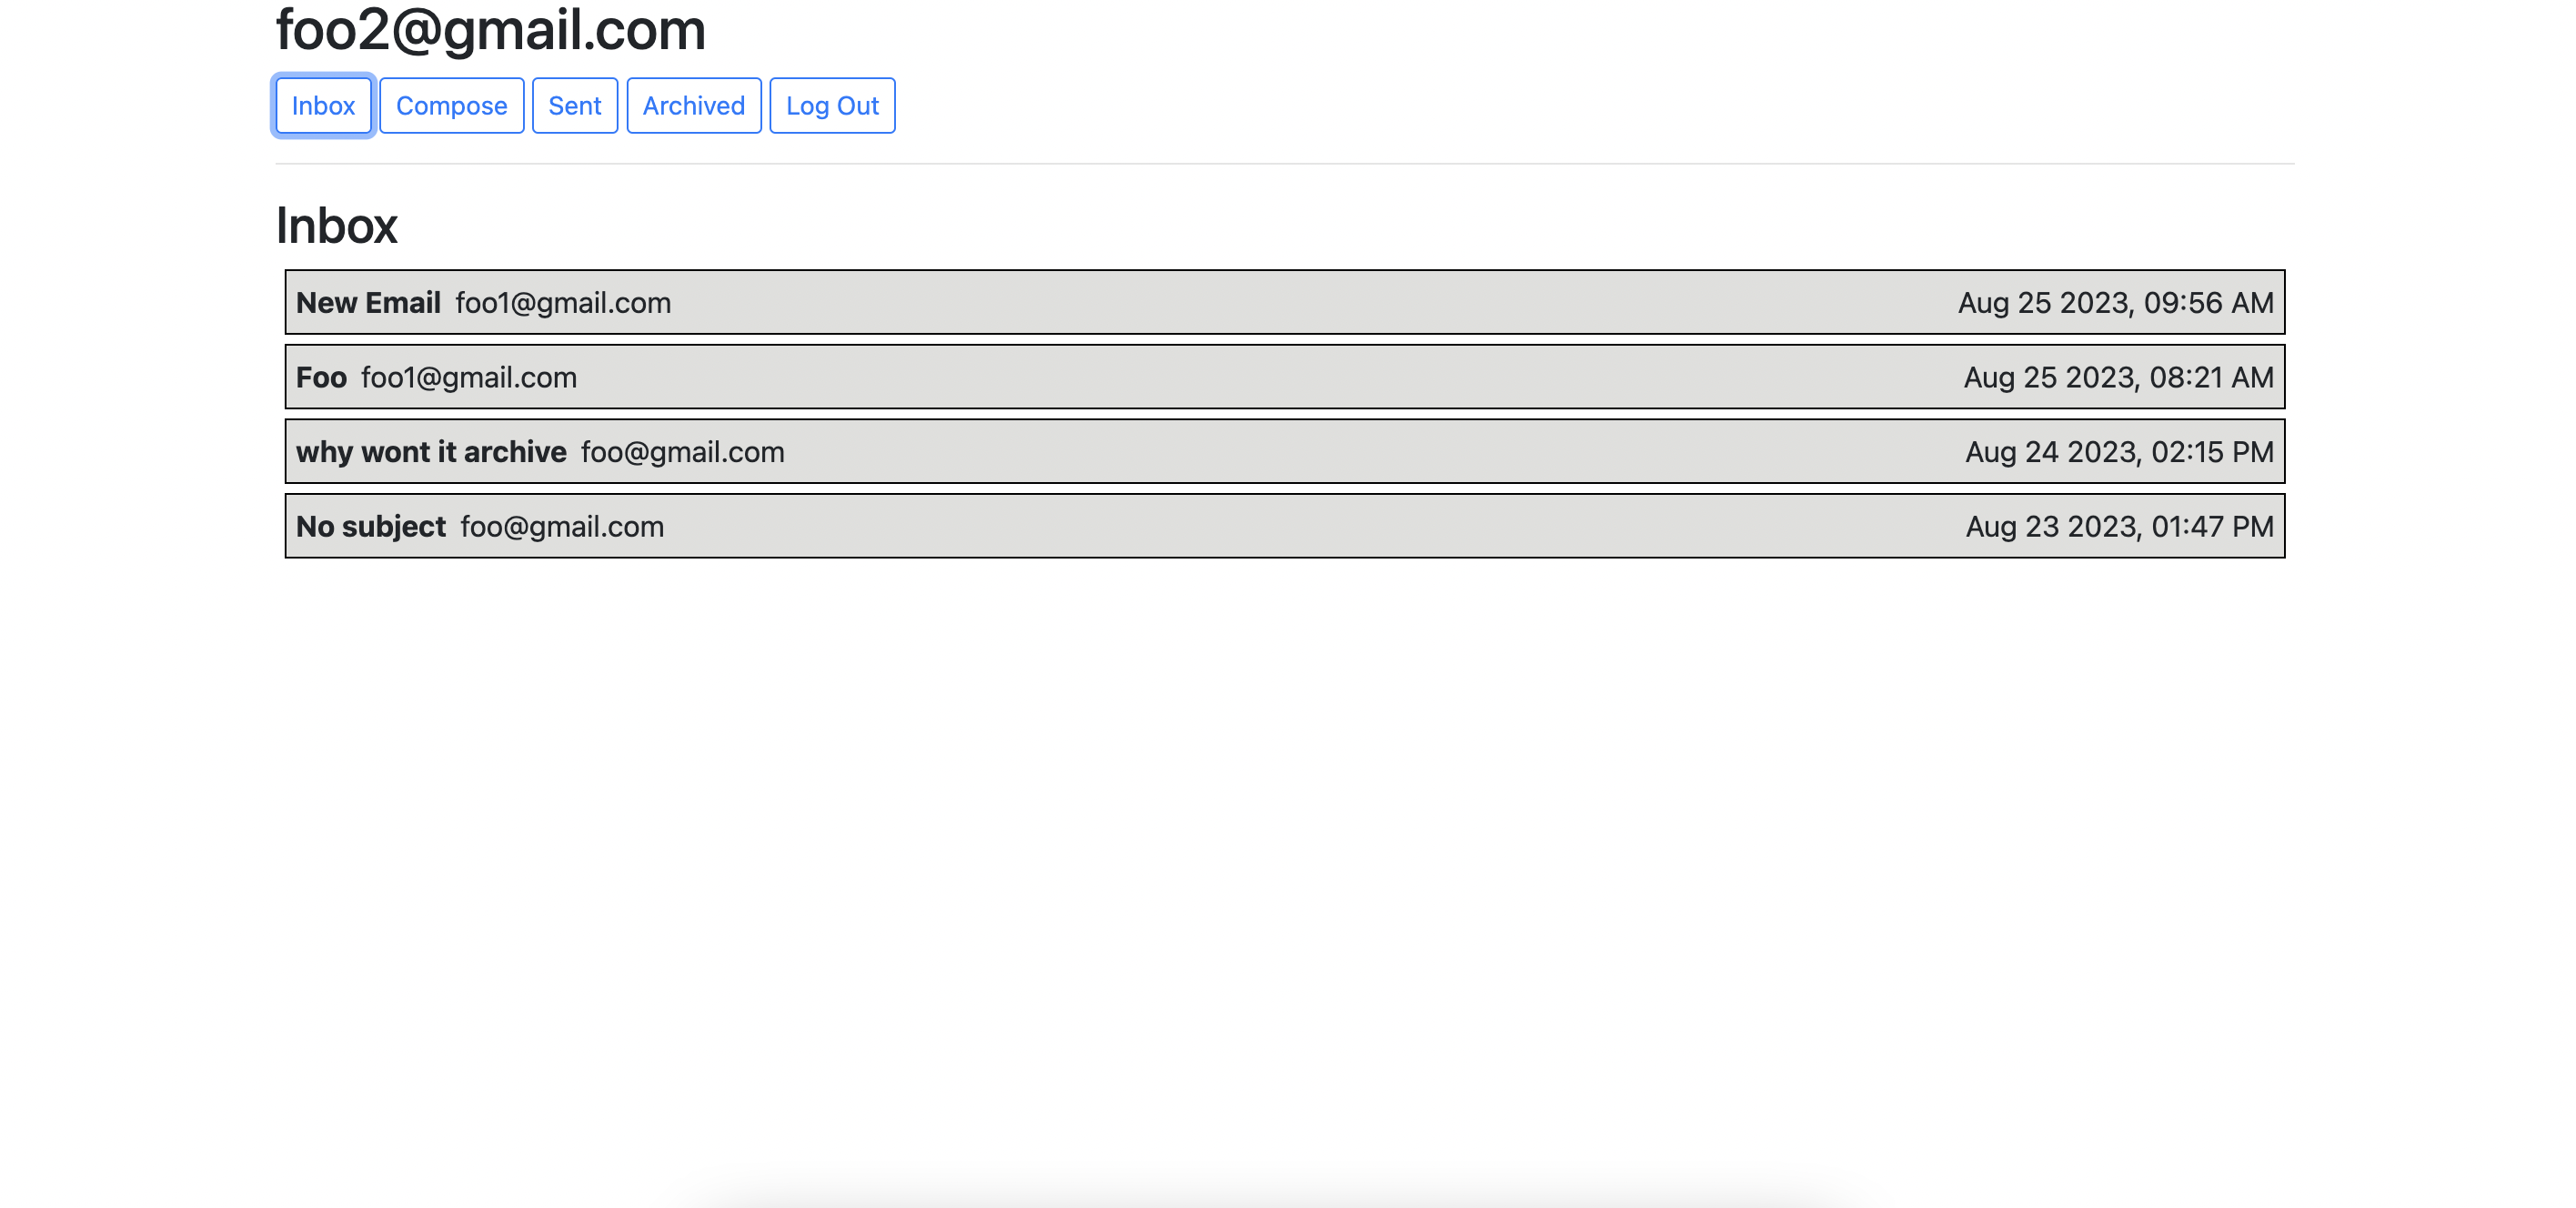 foo2@gmail.com
Inbox Compose Sent Archived Log Out
Inbox
New Email foo1@gmail.com Aug 25 2023, 09:56 AM
Foo foo1@gmail.com Aug 25 2023, 08:21 AM
why wont it archive foo@gmail.com Aug 24 2023, 02:15 PM
No subject foo@gmail.com Aug 23 2023, 01:47 PM